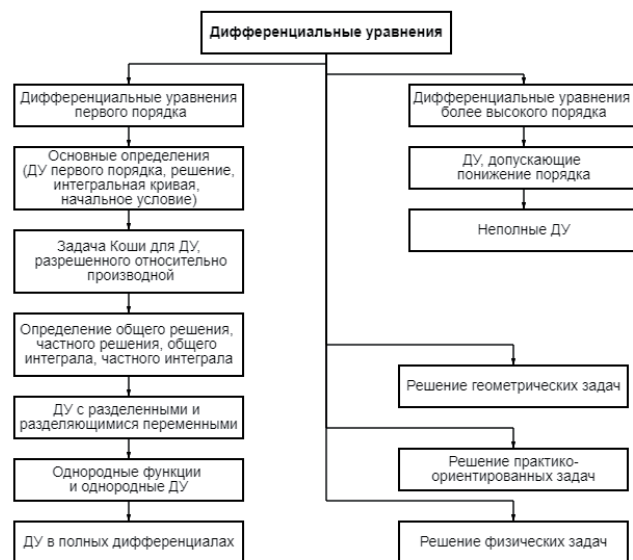 Дифференциальные уравнения
Дифференциальные уравнения
первого порядка
Основные определения
(ДУ первого порядка, решение,
интегральная кривая,
начальное условие)
Задача Коши для ДУ,
разрешенного относительно
производной
Определение общего решения,
частного решения, общего
интеграла, частного интеграла
ДУ с разделенными и
разделяющимися переменными
Однородные функции
и однородные ДУ
ДУ в полных дифференциалах
Дифференциальные уравнения
более высокого порядка
ДУ, допускающие
понижение порядка
Неполные ДУ
Решение геометрических задач
Решение практико-
ориентированных задач
Решение физических задач